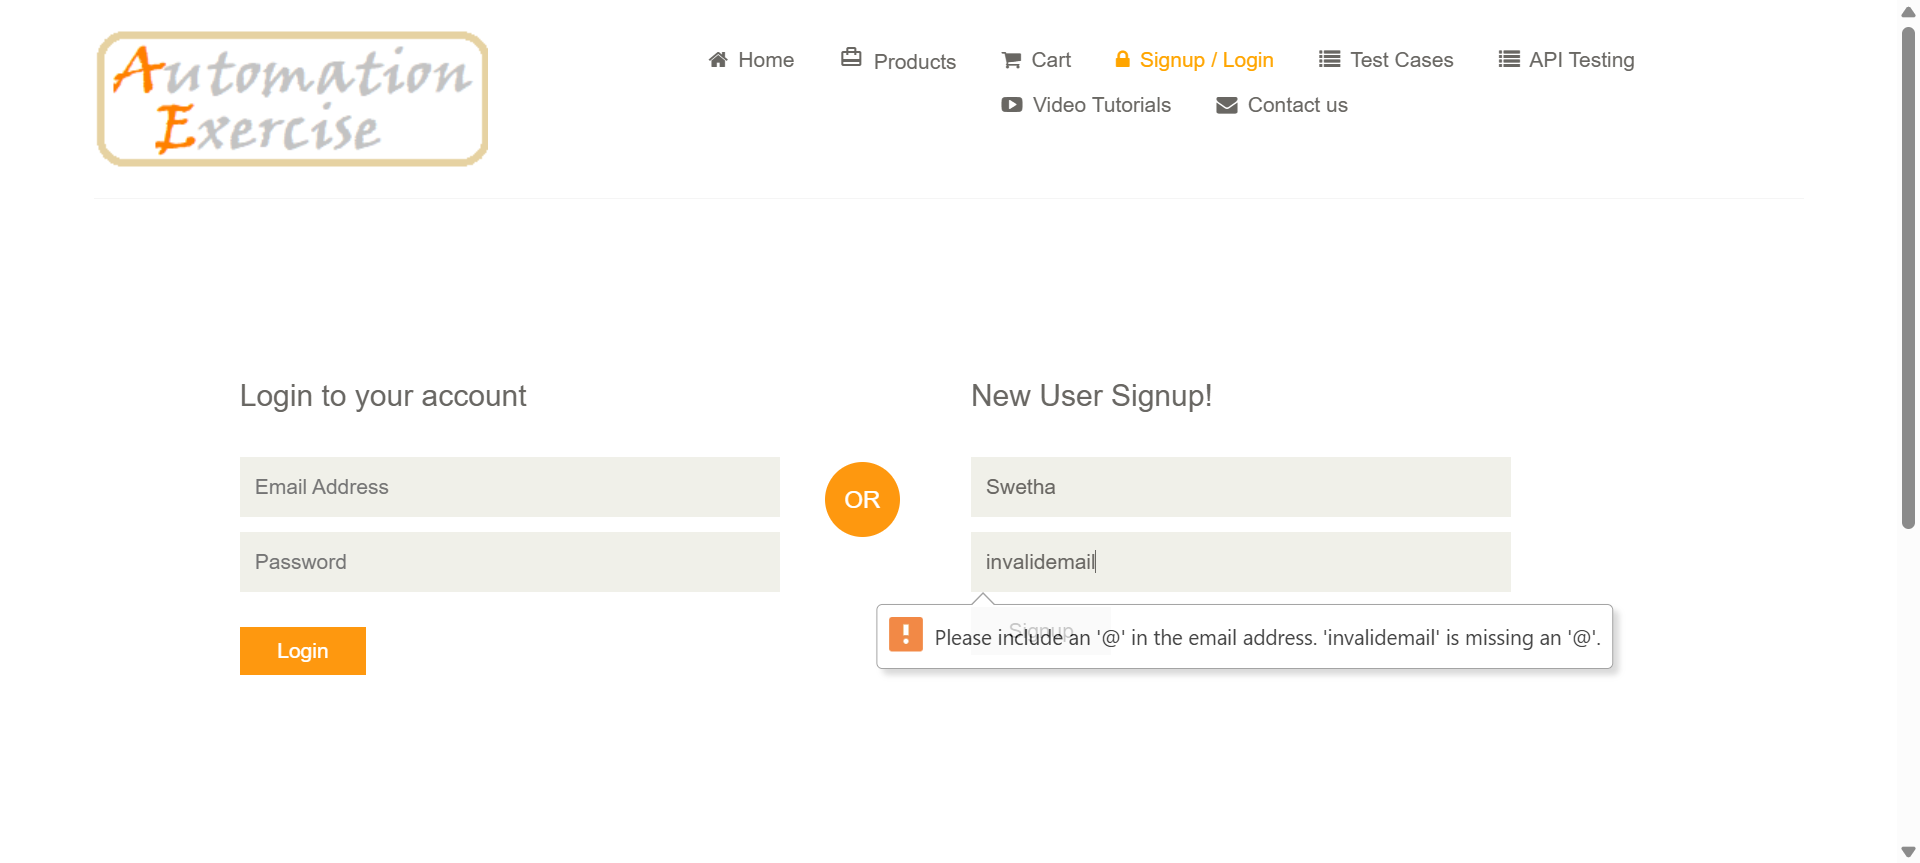 Automation
Exercise
Home Products Cart Signup / Login Test Cases API Testing
Video Tutorials Contact us
Login to your account
New User Signup!
Email Address
OR
Swetha
Password
invalidemail
Login
Signup
Please include an '@' in the email address. 'invalidemail' is missing an '@'.